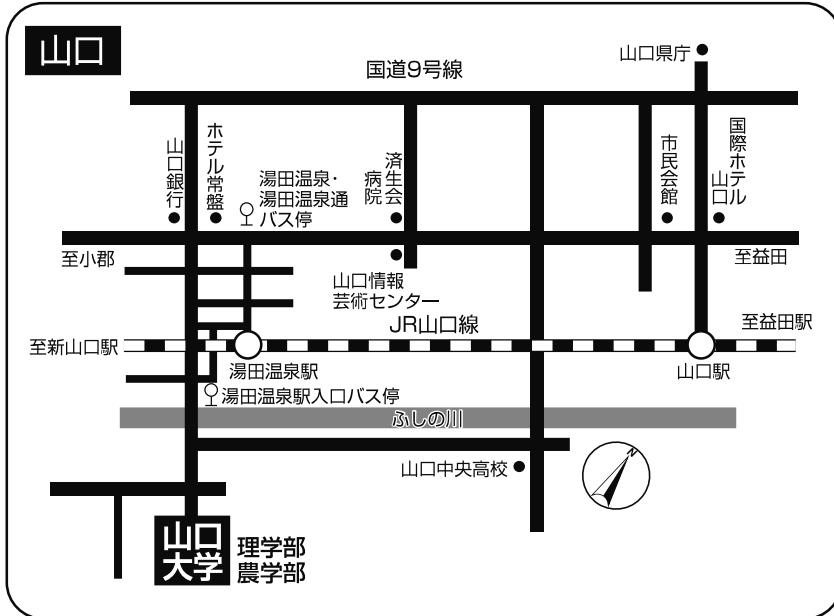 山口
国道9号線
山口県庁
山口銀行
ホテル常盤
湯田温泉・
湯田温泉通
バス停
済生会
病院
市民会館
国際ホテル
山口
至小郡
至益田
山口情報
芸術センター
JR山口線
至益田駅
至新山口駅
湯田温泉駅
山口駅
湯田温泉駅入口バス停
ふしの川
山口中央高校
N
山口
大学
理学部
農学部